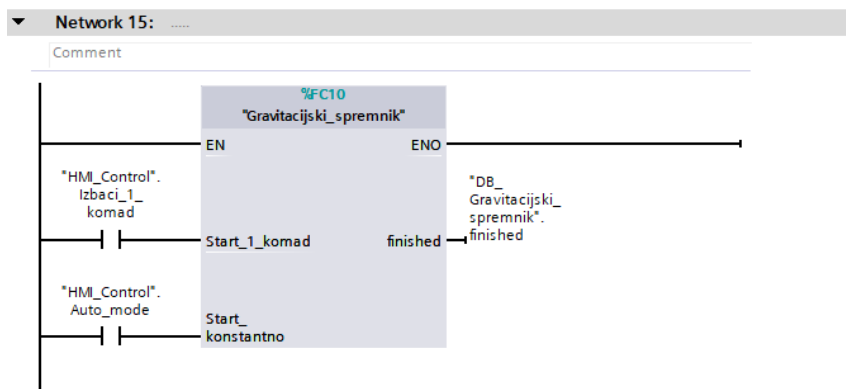 Network 15: .....
Comment
%FC10
"Gravitacijski_spremnik"
EN
ENO
"HMI_Control".
Izbaci_1_
komad
Start_1_komad
finished
"DB_
Gravitacijski_
spremnik".
finished
"HMI_Control".
Auto_mode
Start_
konstantno